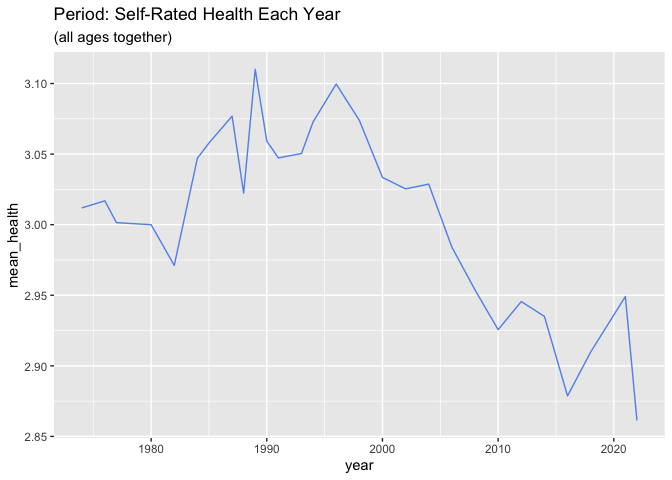 Period: Self-Rated Health Each Year
(all ages together)
3.10
3.05
3.00
2.95
2.90
2.85
mean_health
1980 1990 2000 2010 2020
year